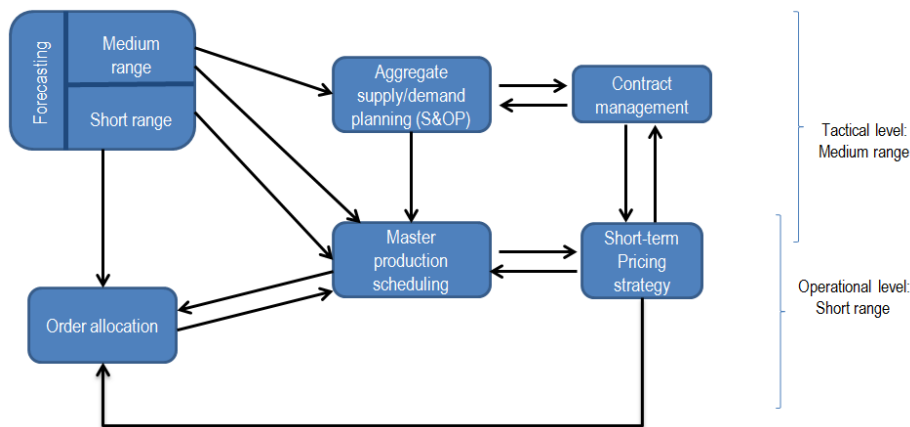 Forecasting
Medium
range
Short range
Aggregate
supply/demand
planning (S&OP)
Contract
management
Tactical level:
Medium range
Master
production
scheduling
Short-term
Pricing
strategy
Operational level:
Short range
Order allocation